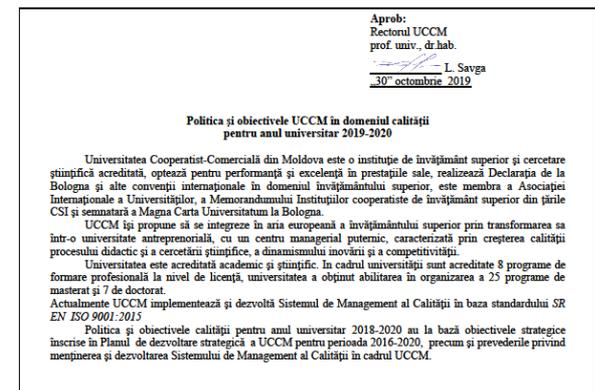 Aprob:
Rectorul UCCM
prof. univ., dr.hab.
L. Savga
„30” octombrie 2019
Politica și obiectivele UCCM în domeniul calității
pentru anul universitar 2019-2020
Universitatea Cooperatist-Comercială din Moldova este o instituție de învățământ superior și cercetare
științifică acreditată, optează pentru performanță și excelență în prestațiile sale, realizează Declarația de la
Bologna și alte convenții internaționale în domeniul învățământului superior, este membra a Asociației
Internaționale a Universităților, a Memorandumului Instituțiilor cooperatiste de învățământ superior din țările
CSI și semnatară a Magna Carta Universitatum la Bologna.
UCCM își propune să se integreze în aria europeană a învățământului superior prin transformarea sa
într-o universitate antreprenorială, cu un centru managerial puternic, caracterizată prin creșterea calității
procesului didactic și a cercetării științifice, a dinamismului inovării și a competitivității.
Universitatea este acreditată academic și științific. In cadrul universității sunt acreditate 8 programe de
formare profesională la nivel de licență, universitatea a obținut abilitarea în organizarea a 25 programe de
masterat și 7 de doctorat.
Actualmente UCCM implementează și dezvoltă Sistemul de Management al Calității în baza standardului SR
EN ISO 9001:2015
Politica și obiectivele calității pentru anul universitar 2018-2020 au la bază obiectivele strategice
înscrise în Planul de dezvoltare strategică a UCCM pentru perioada 2016-2020, precum și prevederile privind
menținerea și dezvoltarea Sistemului de Management al Calității în cadrul UCCM.